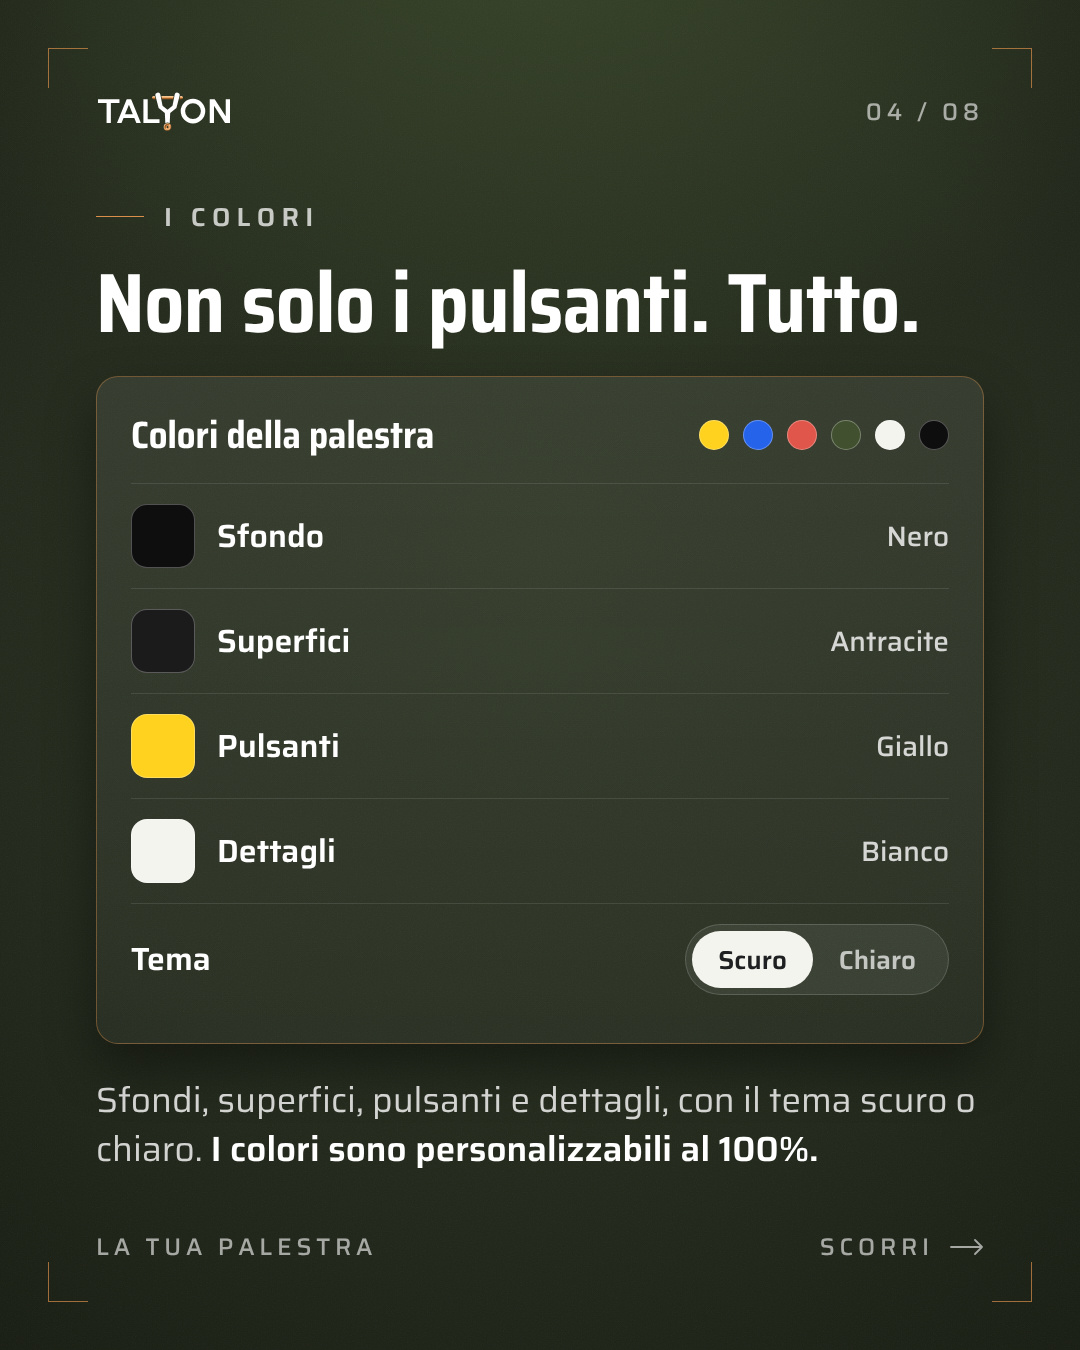 TALYON
04 / 08
I COLORI
Non solo i pulsanti. Tutto.
Colori della palestra
Sfondo
Nero
Superfici
Antracite
Pulsanti
Giallo
Dettagli
Bianco
Tema
Scuro
Chiaro
Sfondi, superfici, pulsanti e dettagli, con il tema scuro o
chiaro. I colori sono personalizzabili al 100%.
LA TUA PALESTRA
SCORRI →